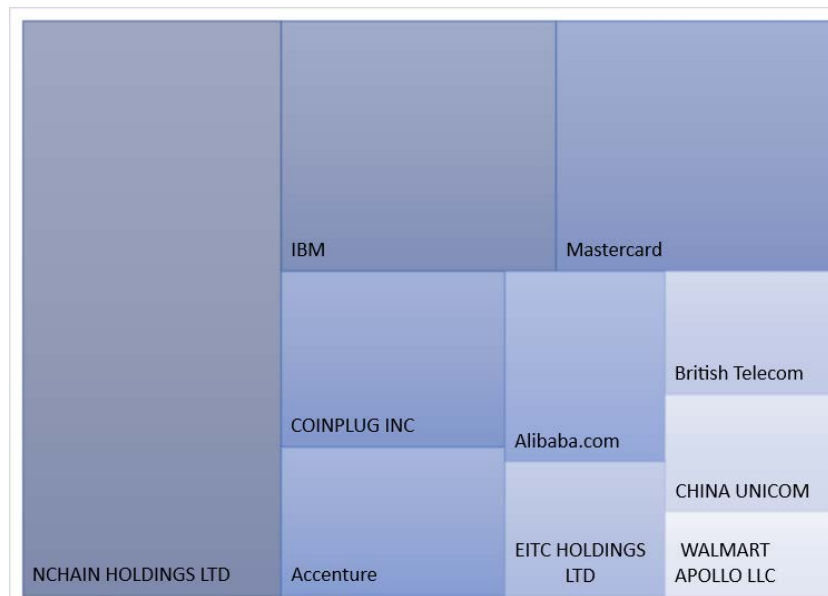 IBM
Mastercard
British Telecom
COINPLUG INC
Alibaba.com
CHINA UNICOM
NCHAIN HOLDINGS LTD
Accenture
EITC HOLDINGS
LTD
WALMART
APOLLO LLC